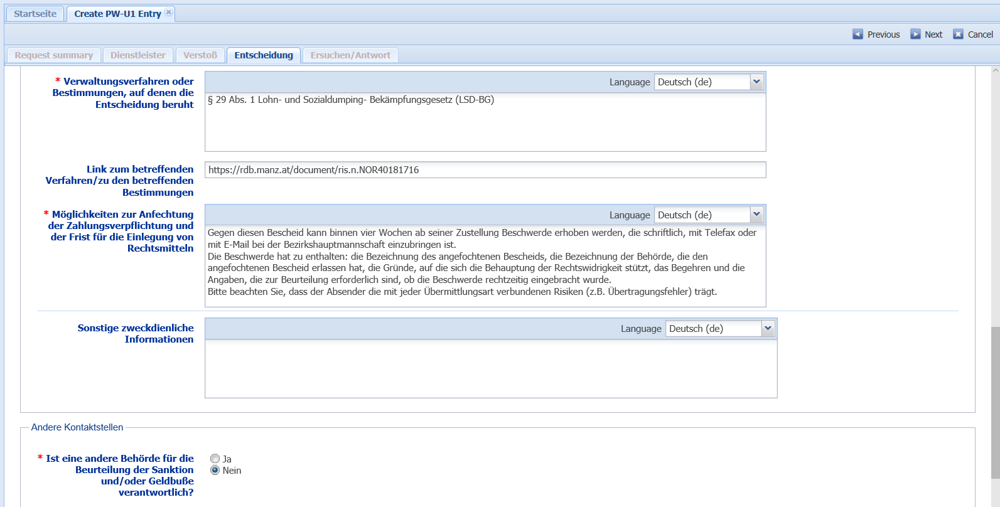 Startseite
Create PW-U1 Entry
Previous Next Cancel
Request summary Dienstleister Verstoß Entscheidung Ersuchen/Antwort
* Verwaltungsverfahren oder
Bestimmungen, auf denen die
Entscheidung beruht
Language Deutsch (de)
§ 29 Abs. 1 Lohn- und Sozialdumping- Bekämpfungsgesetz (LSD-BG)
Link zum betreffenden
Verfahren/zu den betreffenden
Bestimmungen
https://rdb.manz.at/document/ris.n.NOR40181716
* Möglichkeiten zur Anfechtung
der Zahlungsverpflichtung und
der Frist für die Einlegung von
Rechtsmitteln
Language Deutsch (de)
Gegen diesen Bescheid kann binnen vier Wochen ab seiner Zustellung Beschwerde erhoben werden, die schriftlich, mit Telefax oder
mit E-Mail bei der Bezirkshauptmannschaft einzubringen ist.
Die Beschwerde hat zu enthalten: die Bezeichnung des angefochtenen Bescheids, die Bezeichnung der Behörde, die den
angefochtenen Bescheid erlassen hat, die Gründe, auf die sich die Behauptung der Rechtswidrigkeit stützt, das Begehren und die
Angaben, die zur Beurteilung erforderlich sind, ob die Beschwerde rechtzeitig eingebracht wurde.
Bitte beachten Sie, dass der Absender die mit jeder Übermittlungsart verbundenen Risiken (z.B. Übertragungsfehler) trägt.
Sonstige zweckdienliche
Informationen
Language Deutsch (de)
Andere Kontaktstellen
* Ist eine andere Behörde für die
Beurteilung der Sanktion
und/oder Geldbuße
verantwortlich?
Ja
Nein